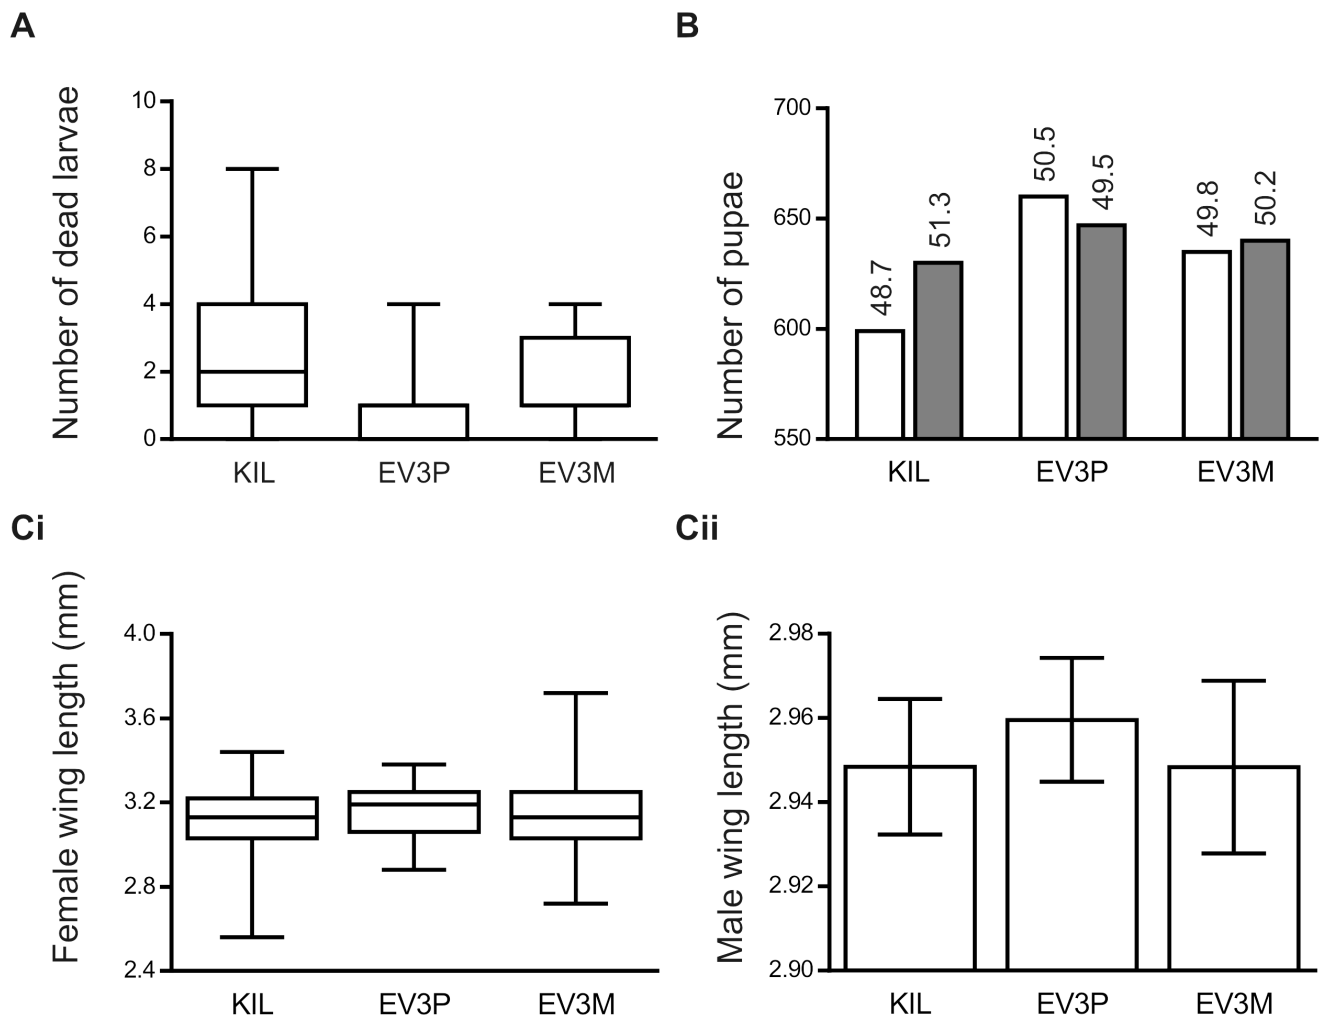 A
Number of dead larvae
10
8
6
4
2
0
KIL EV3P EV3M
B
Number of pupae
700
650
600
550
48.7 51.3 50.5 49.5 49.8 50.2
KIL EV3P EV3M
Ci
Female wing length (mm)
4.0
3.6
3.2
2.8
2.4
KIL EV3P EV3M
Cii
Male wing length (mm)
2.98
2.96
2.94
2.92
2.90
KIL EV3P EV3M